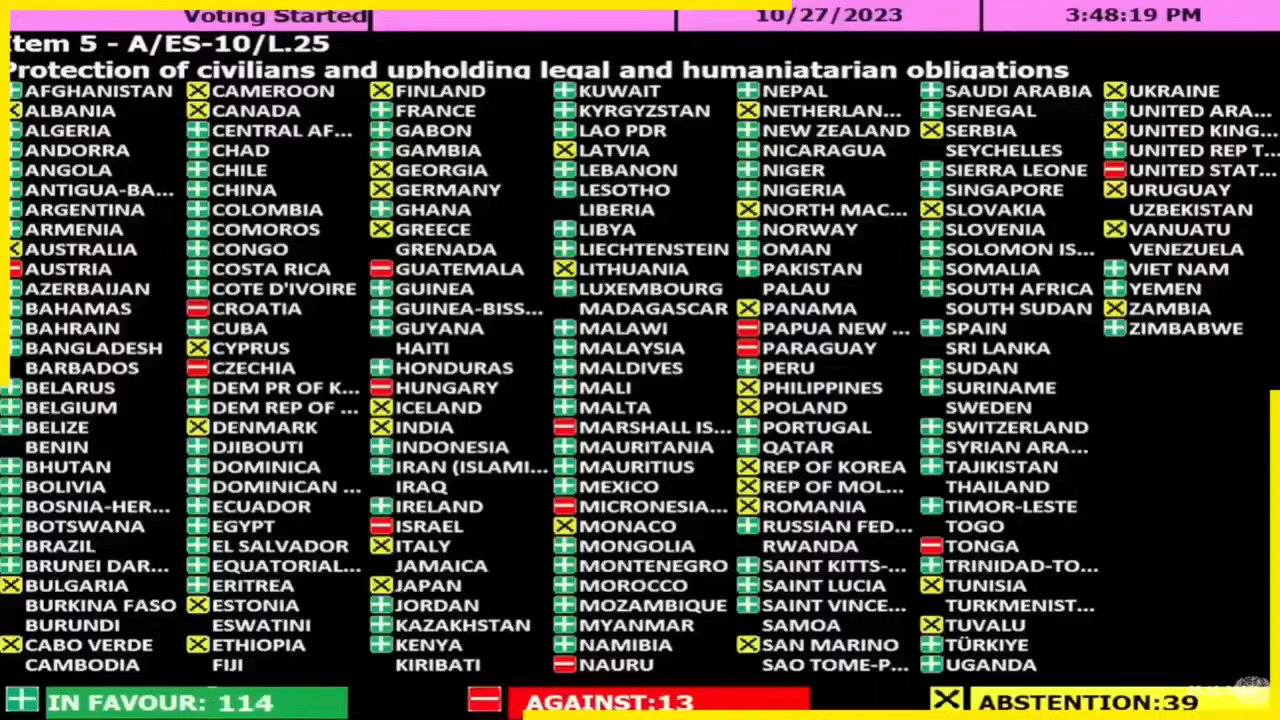 Voting Started 10/27/2023 3:48:19 PM
Item 5 - A/ES-10/L.25
Protection of civilians and upholding legal and humaniatarian obligations
AFGHANISTAN CAMEROON FINLAND KUWAIT NEPAL SAUDI ARABIA UKRAINE
ALBANIA CANADA FRANCE KYRGYZSTAN NETHERLAN... SENEGAL UNITED ARA...
ALGERIA CENTRAL AF... GABON LAO PDR NEW ZEALAND SERBIA UNITED KING...
ANDORRA CHAD GAMBIA LATVIA NICARAGUA SEYCHELLES UNITED REP T...
ANGOLA CHILE GEORGIA LEBANON NIGER SIERRA LEONE UNITED STAT...
ANTIGUA-BA... CHINA GERMANY LESOTHO NIGERIA SINGAPORE URUGUAY
ARGENTINA COLOMBIA GHANA LIBERIA NORTH MAC... SLOVAKIA UZBEKISTAN
ARMENIA COMOROS GREECE LIBYA NORWAY SLOVENIA VANUATU
AUSTRALIA CONGO GRENADA LIECHTENSTEIN OMAN SOLOMON IS... VENEZUELA
AUSTRIA COSTA RICA GUATEMALA LITHUANIA PAKISTAN SOMALIA VIET NAM
AZERBAIJAN COTE D'IVOIRE GUINEA LUXEMBOURG PALAU SOUTH AFRICA YEMEN
BAHAMAS CROATIA GUINEA-BISS... MADAGASCAR PANAMA SOUTH SUDAN ZAMBIA
BAHRAIN CUBA GUYANA MALAWI PAPUA NEW ... SPAIN ZIMBABWE
BANGLADESH CYPRUS HAITI MALAYSIA PARAGUAY SRI LANKA
BARBADOS CZECHIA HONDURAS MALDIVES PERU SUDAN
BELARUS DEM PR OF K... HUNGARY MALI PHILIPPINES SURINAME
BELGIUM DEM REP OF ... ICELAND MALTA POLAND SWEDEN
BELIZE DENMARK INDIA MARSHALL IS... PORTUGAL SWITZERLAND
BENIN DJIBOUTI INDONESIA MAURITANIA QATAR SYRIAN ARA...
BHUTAN DOMINICA IRAN (ISLAMI... MAURITIUS REP OF KOREA TAJIKISTAN
BOLIVIA DOMINICAN ... IRAQ MEXICO REP OF MOL... THAILAND
BOSNIA-HER... ECUADOR IRELAND MICRONESIA... ROMANIA TIMOR-LESTE
BOTSWANA EGYPT ISRAEL MONACO RUSSIAN FED... TOGO
BRAZIL EL SALVADOR ITALY MONGOLIA RWANDA TONGA
BRUNEI DAR... EQUATORIAL... JAMAICA MONTENEGRO SAINT KITTS-... TRINIDAD-TO...
BULGARIA ERITREA JAPAN MOROCCO SAINT LUCIA TUNISIA
BURKINA FASO ESTONIA JORDAN MOZAMBIQUE SAINT VINCE... TURKMENIST...
BURUNDI ESWATINI KAZAKHSTAN MYANMAR SAMOA TUVALU
CABO VERDE ETHIOPIA KENYA NAMIBIA SAN MARINO TÜRKIYE
CAMBODIA FIJI KIRIBATI NAURU SAO TOME-P... UGANDA
IN FAVOUR: 114 AGAINST:13 ABSTENTION:39